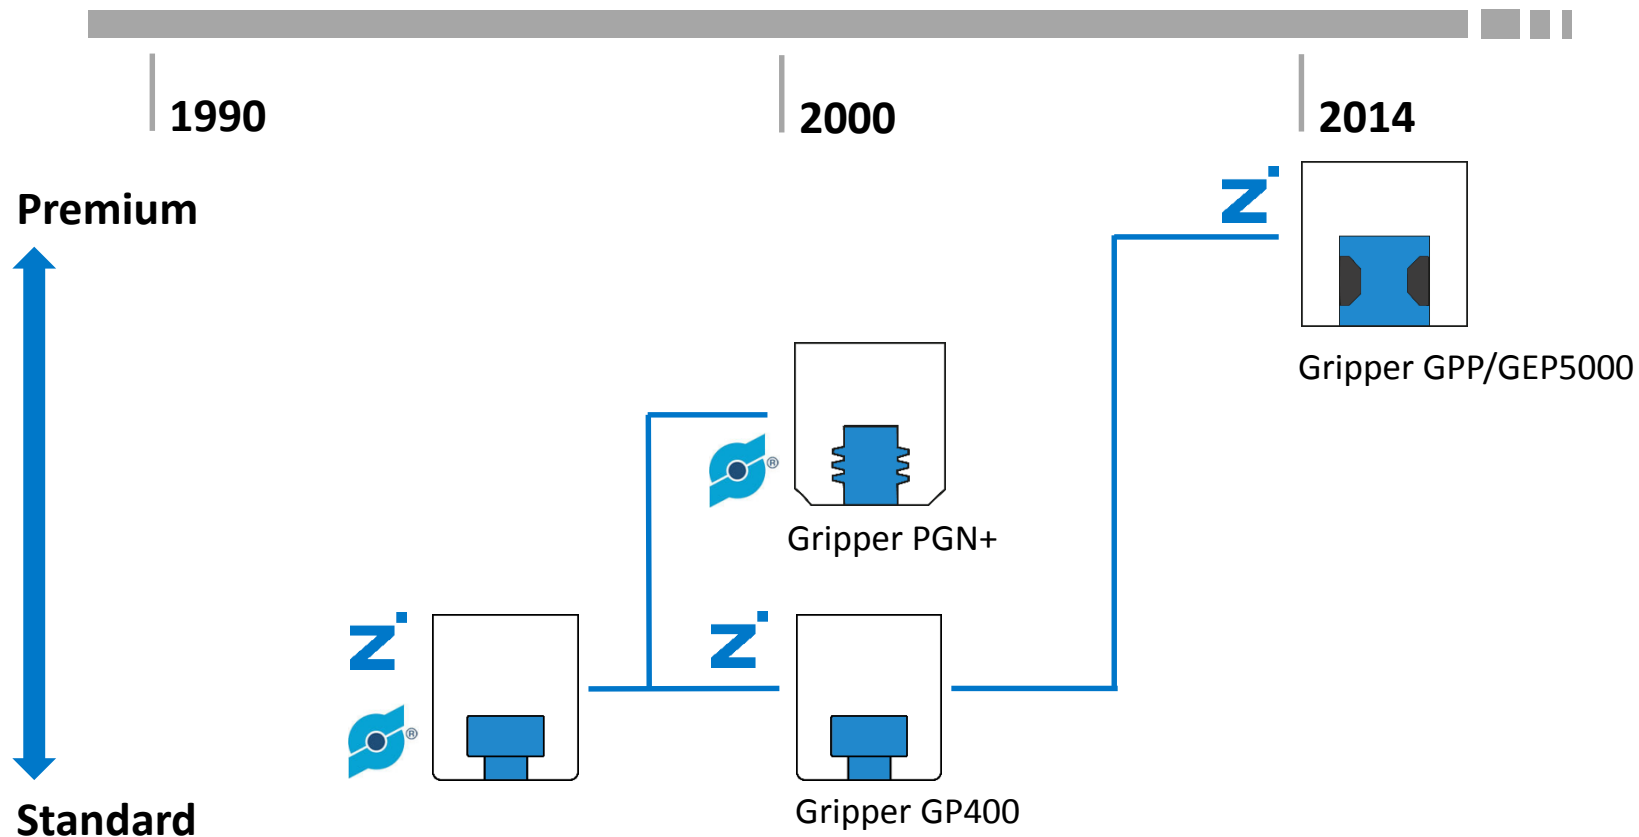 1990
2000
2014
Premium
Z
Gripper GPP/GEP5000
®
Gripper PGN+
Z
Z
®
Gripper GP400
Standard